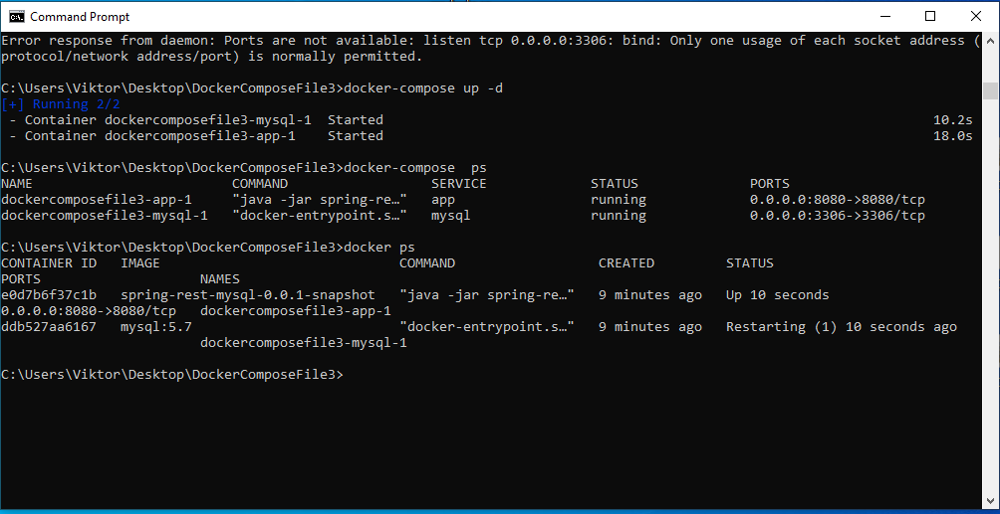 Command Prompt
Error response from daemon: Ports are not available: listen tcp 0.0.0.0:3306: bind: Only one usage of each socket address (
protocol/network address/port) is normally permitted.
C:\Users\Viktor\Desktop\DockerComposeFile3>docker-compose up -d
[+] Running 2/2
- Container dockercomposefile3-mysql-1 Started 10.2s
- Container dockercomposefile3-app-1 Started 18.0s
C:\Users\Viktor\Desktop\DockerComposeFile3>docker-compose  ps
NAME COMMAND SERVICE STATUS PORTS
dockercomposefile3-app-1 "java -jar spring-re…" app running 0.0.0.0:8080->8080/tcp
dockercomposefile3-mysql-1 "docker-entrypoint.s…" mysql running 0.0.0.0:3306->3306/tcp
C:\Users\Viktor\Desktop\DockerComposeFile3>docker ps
CONTAINER ID IMAGE COMMAND CREATED STATUS
PORTS NAMES
e0d7b6f37c1b spring-rest-mysql-0.0.1-snapshot "java -jar spring-re…" 9 minutes ago Up 10 seconds
0.0.0.0:8080->8080/tcp dockercomposefile3-app-1
ddb527aa6167 mysql:5.7 "docker-entrypoint.s…" 9 minutes ago Restarting (1) 10 seconds ago
dockercomposefile3-mysql-1
C:\Users\Viktor\Desktop\DockerComposeFile3>